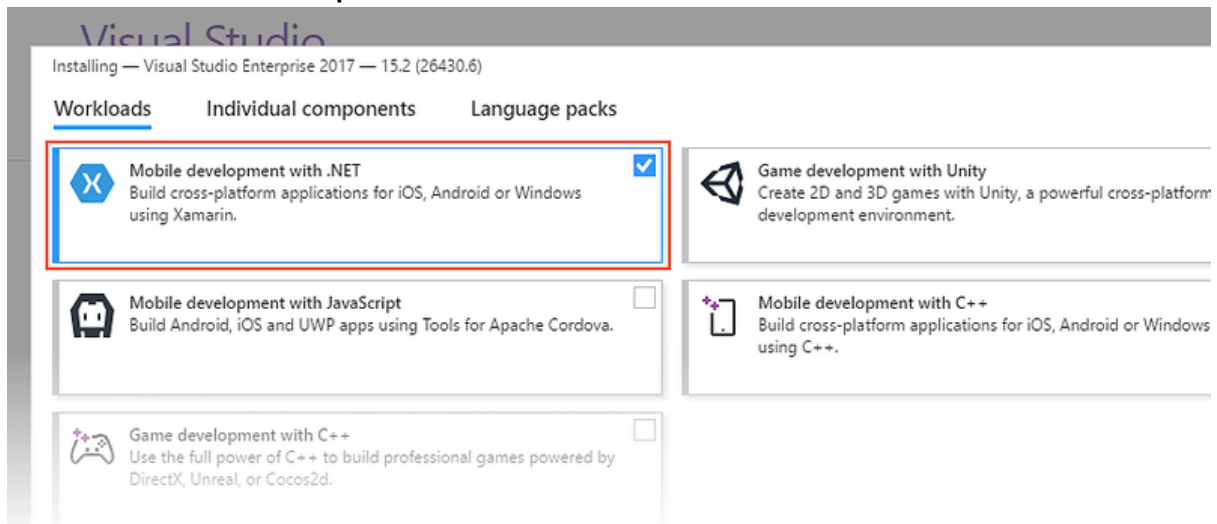 Visual Studio
Installing — Visual Studio Enterprise 2017 — 15.2 (26430.6)
Workloads Individual components Language packs
Mobile development with .NET
Build cross-platform applications for iOS, Android or Windows
using Xamarin.
Game development with Unity
Create 2D and 3D games with Unity, a powerful cross-platform
development environment.
Mobile development with JavaScript
Build Android, iOS and UWP apps using Tools for Apache Cordova.
Mobile development with C++
Build cross-platform applications for iOS, Android or Windows
using C++.
Game development with C++
Use the full power of C++ to build professional games powered by
DirectX, Unreal, or Cocos2d.